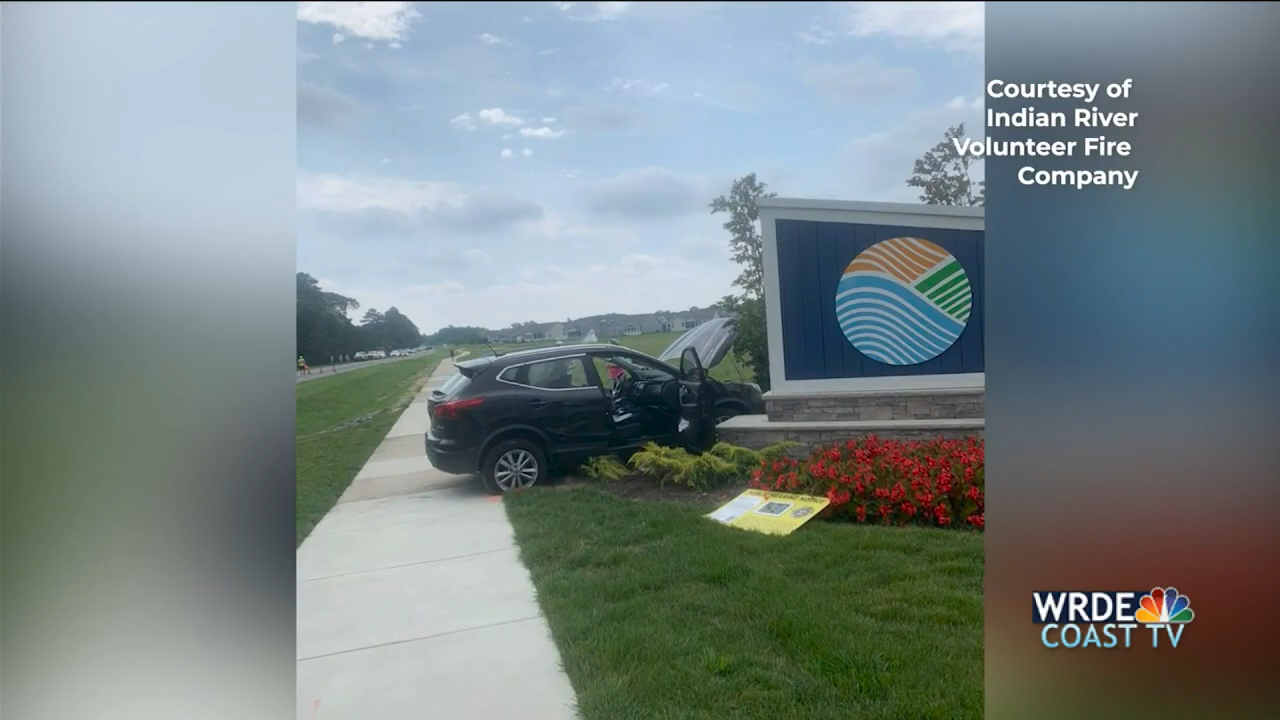 Courtesy of
Indian River
Volunteer Fire
Company
WRDE
COAST TV